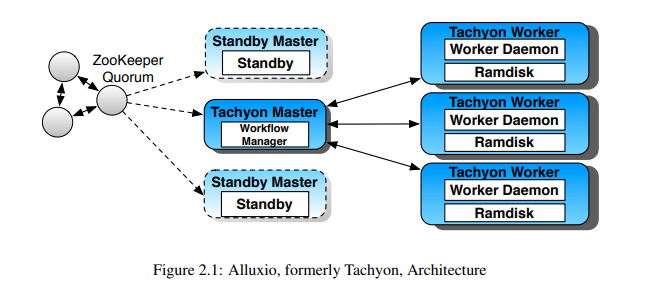 ZooKeeper
Quorum
Standby Master
Standby
Tachyon Master
Workflow
Manager
Standby Master
Standby
Tachyon Worker
Worker Daemon
Ramdisk
Tachyon Worker
Worker Daemon
Ramdisk
Tachyon Worker
Worker Daemon
Ramdisk
Figure 2.1: Alluxio, formerly Tachyon, Architecture